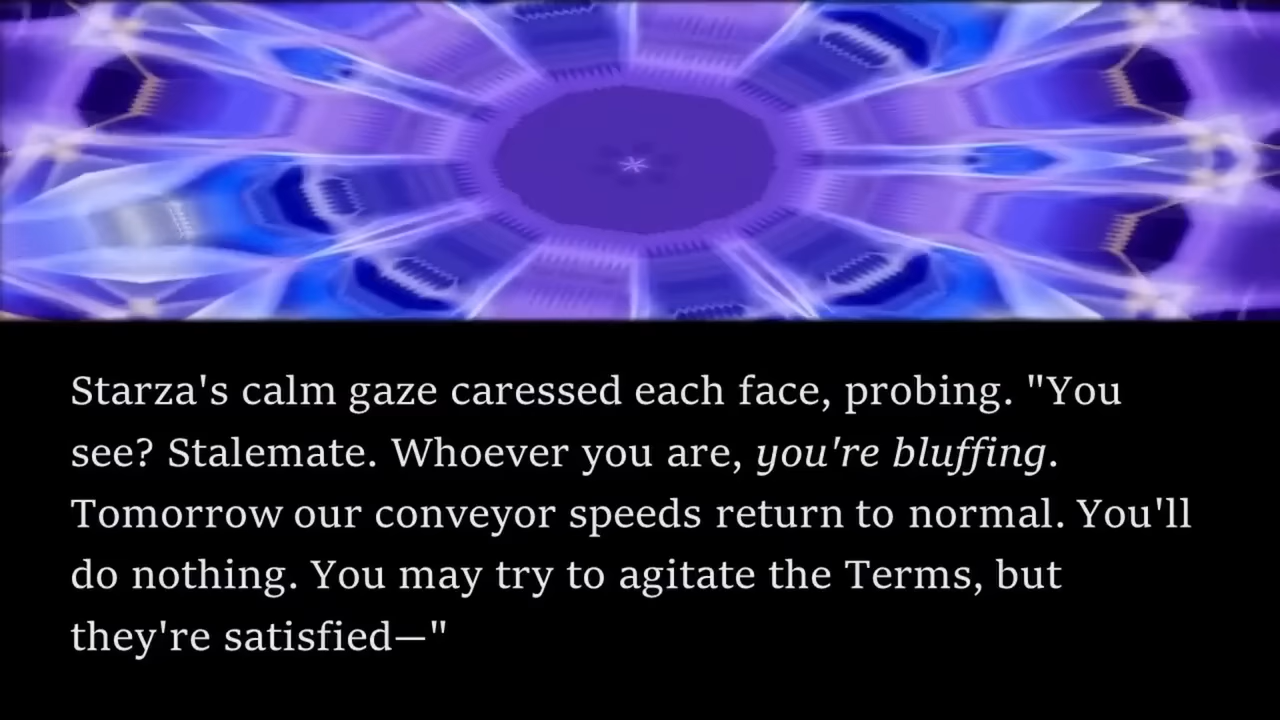 Starza's calm gaze caressed each face, probing. "You
see? Stalemate. Whoever you are, you're bluffing.
Tomorrow our conveyor speeds return to normal. You'll
do nothing. You may try to agitate the Terms, but
they're satisfied—"